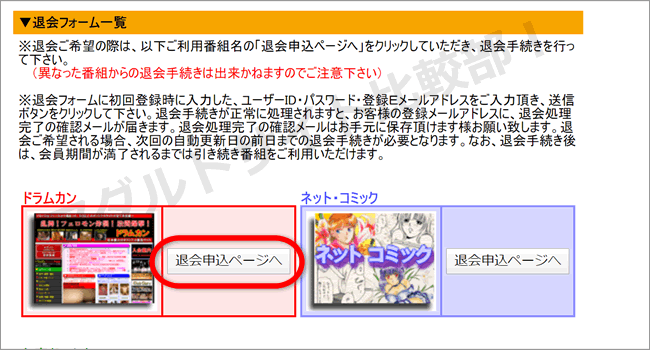 ▼退会フォーム一覧
※退会ご希望の際は、以下ご利用番組名の「退会申込ページへ」をクリックしていただき、退会手続きを行っ
て下さい。
（異なった番組からの退会手続きは出来かねますのでご注意下さい）
※退会フォームに初回登録時に入力した、ユーザーID・パスワード・登録Eメールアドレスをご入力頂き、送信
ボタンをクリックして下さい。退会手続きが正常に処理されますと、お客様の登録メールアドレスに、退会処理
完了の確認メールが届きます。退会処理完了の確認メールはお手元に保存頂けます様お願い致します。退
会ご希望される場合、次回の自動更新日の前日までの退会手続きが必要となります。なお、退会手続き後
は、会員期間が満了されるまでは引き続き番組をご利用いただけます。
ドラムカン
ネット・コミック
ドラムカン
退会申込ページへ
ネットコミック
退会申込ページへ